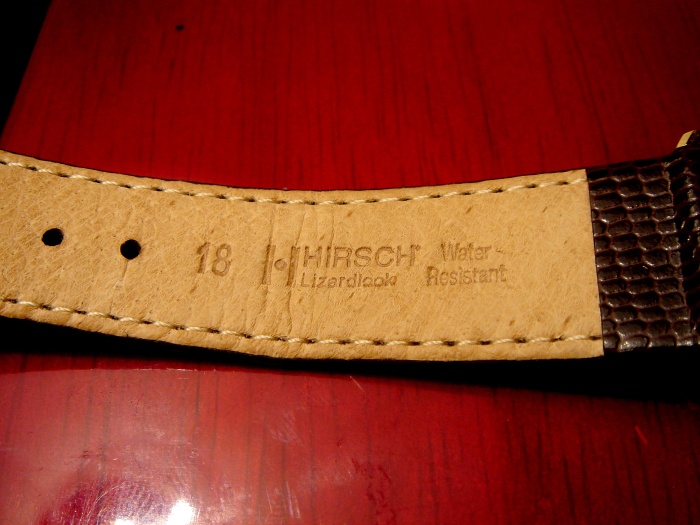 18 HIRSCH® Water-
Lizardlook Resistant